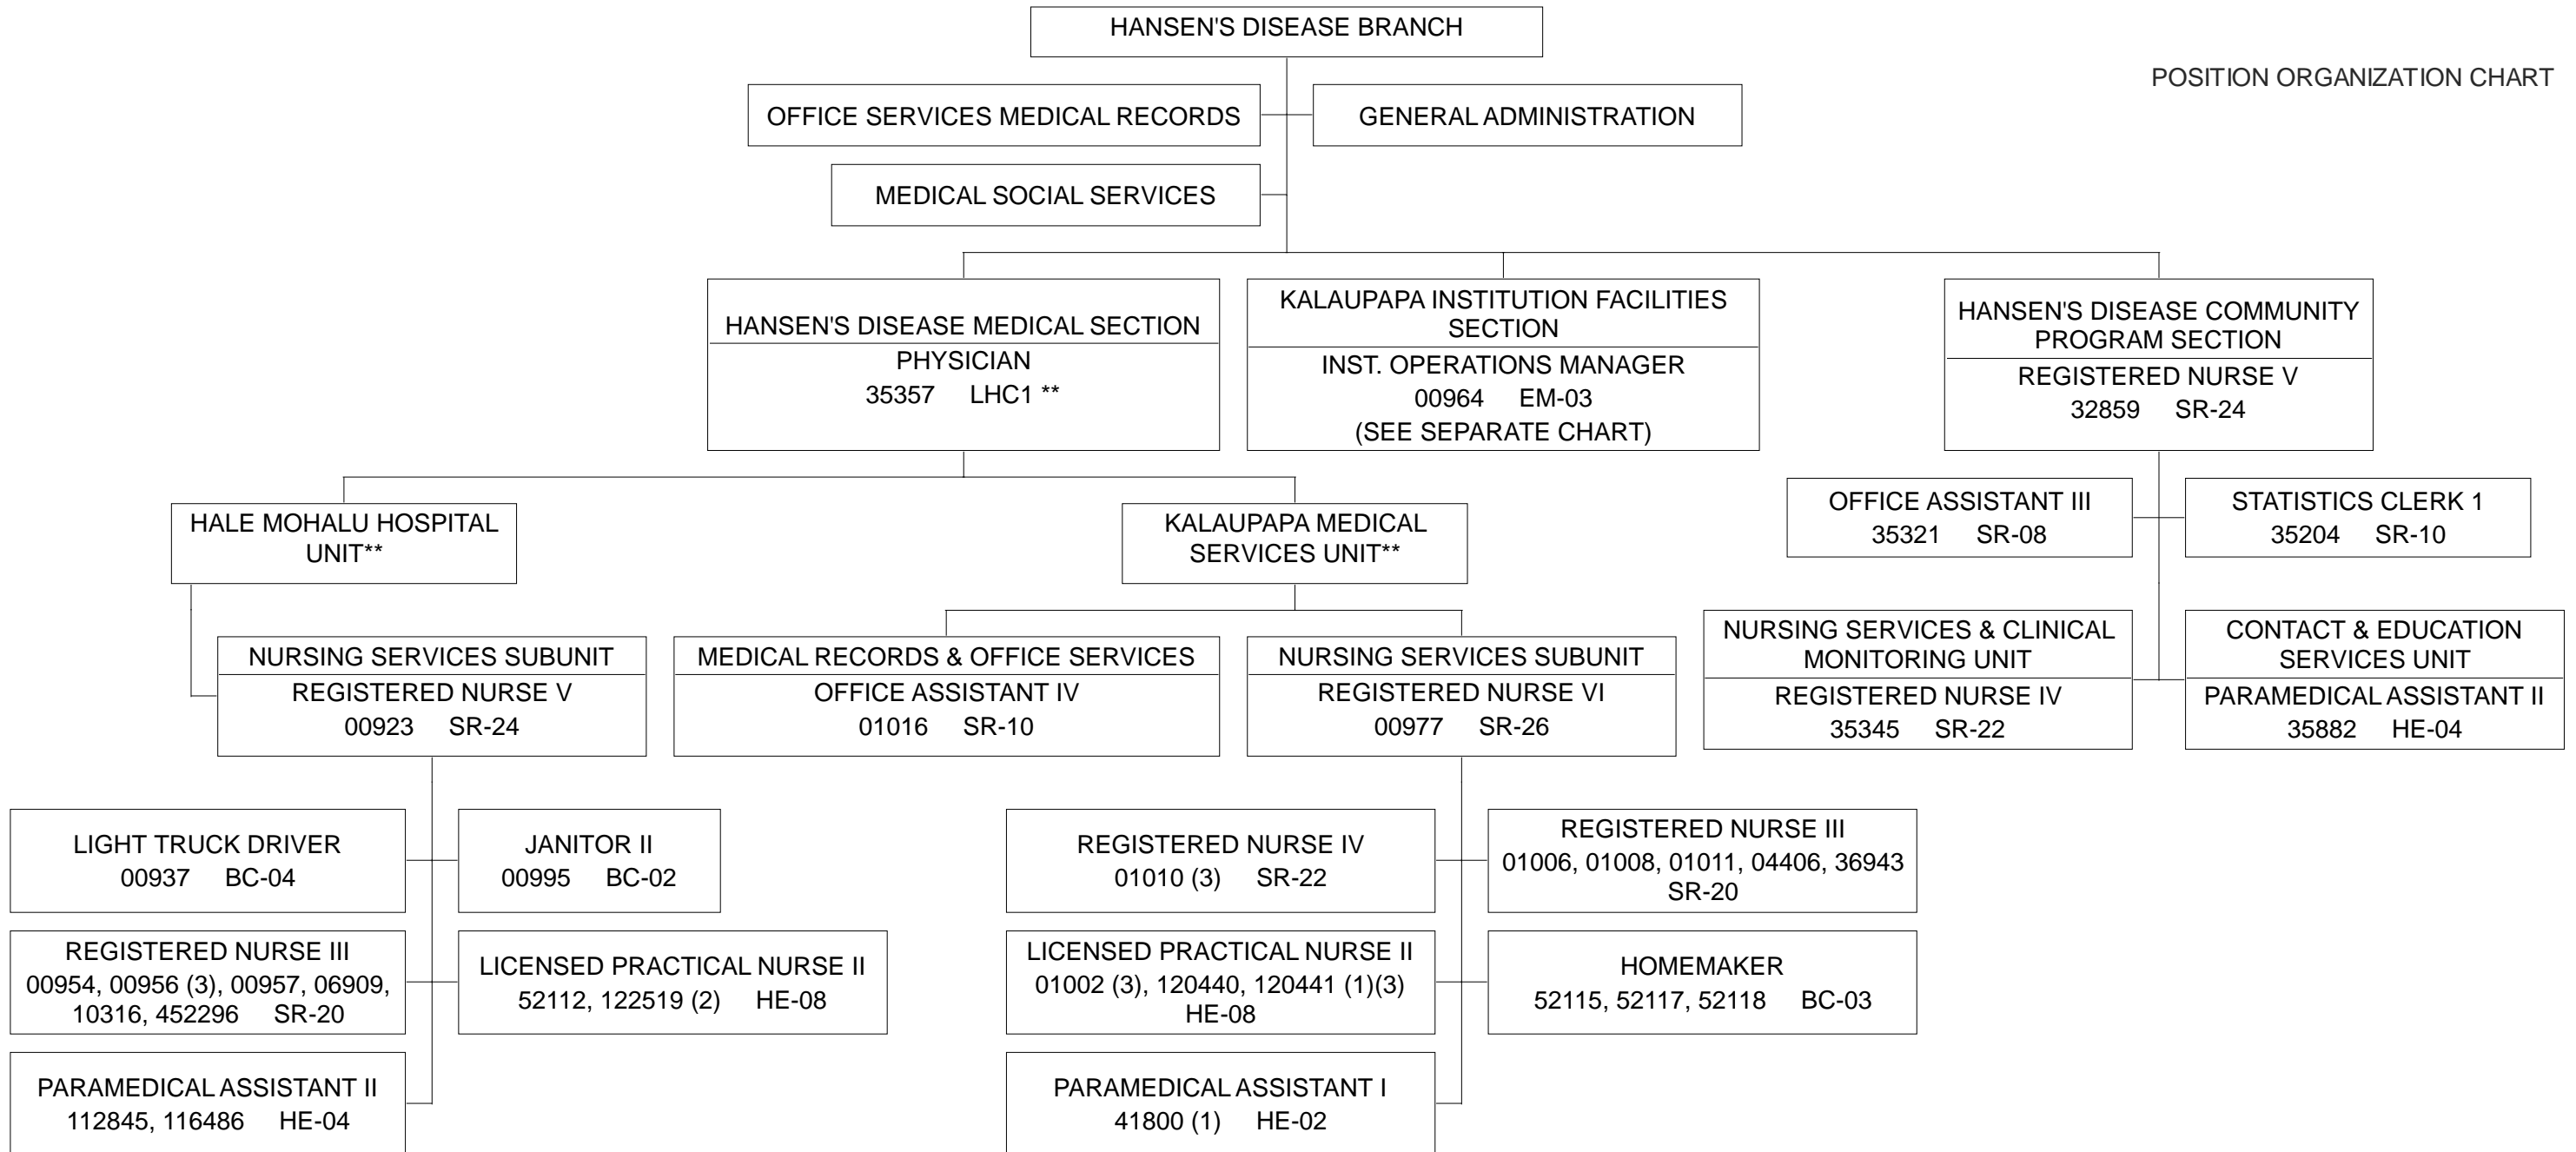 HANSEN'S DISEASE BRANCH
POSITION ORGANIZATION CHART
OFFICE SERVICES MEDICAL RECORDS
GENERAL ADMINISTRATION
MEDICAL SOCIAL SERVICES
HANSEN'S DISEASE MEDICAL SECTION
PHYSICIAN
35357 LHC1 **
KALAUPAPA INSTITUTION FACILITIES
SECTION
INST. OPERATIONS MANAGER
00964 EM-03
(SEE SEPARATE CHART)
HANSEN'S DISEASE COMMUNITY
PROGRAM SECTION
REGISTERED NURSE V
32859 SR-24
HALE MOHALU HOSPITAL
UNIT**
KALAUPAPA MEDICAL
SERVICES UNIT**
OFFICE ASSISTANT III
35321 SR-08
STATISTICS CLERK 1
35204 SR-10
NURSING SERVICES SUBUNIT
REGISTERED NURSE V
00923 SR-24
MEDICAL RECORDS & OFFICE SERVICES
OFFICE ASSISTANT IV
01016 SR-10
NURSING SERVICES SUBUNIT
REGISTERED NURSE VI
00977 SR-26
NURSING SERVICES & CLINICAL
MONITORING UNIT
REGISTERED NURSE IV
35345 SR-22
CONTACT & EDUCATION
SERVICES UNIT
PARAMEDICAL ASSISTANT II
35882 HE-04
LIGHT TRUCK DRIVER
00937 BC-04
JANITOR II
00995 BC-02
REGISTERED NURSE IV
01010 (3) SR-22
REGISTERED NURSE III
01006, 01008, 01011, 04406, 36943
SR-20
REGISTERED NURSE III
00954, 00956 (3), 00957, 06909,
10316, 452296 SR-20
LICENSED PRACTICAL NURSE II
52112, 122519 (2) HE-08
LICENSED PRACTICAL NURSE II
01002 (3), 120440, 120441 (1)(3)
HE-08
HOMEMAKER
52115, 52117, 52118 BC-03
PARAMEDICAL ASSISTANT II
112845, 116486 HE-04
PARAMEDICAL ASSISTANT I
41800 (1) HE-02